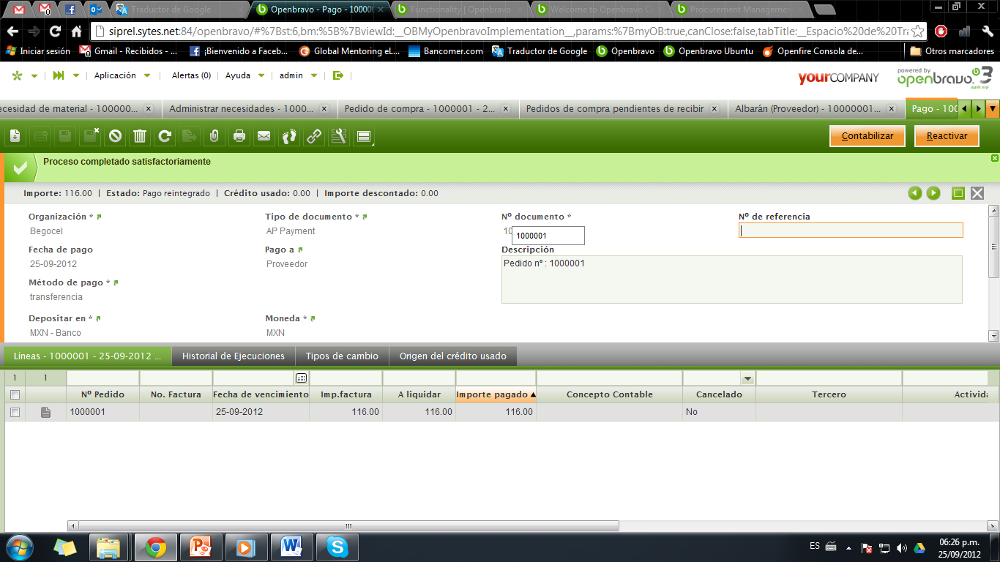 Traductor de Google
Openbravo - Pago - 10000
Functionality | Openbravo
Welcome to Openbravo C
Procurement Management
siprel.sytes.net:84/openbravo/#%7Bst:6,bm:%5B%7BviewId:__OBMyOpenbravoImplementation__,params:%7BmyOB:true,canClose:false,tabTitle:__Espacio%20de%20Tra
Iniciar sesión
Gmail - Recibidos - ...
¡Bienvenido a Faceb...
Global Mentoring eL...
Bancomer.com
Traductor de Google
Openbravo
Openbravo Ubuntu
Openfire Consola de...
Otros marcadores
Aplicación
Alertas (0)
Ayuda
admin
yourCOMPANY
powered by
openbravo 3
agile erp
ecesidad de material - 100000...
Administrar necesidades - 1000...
Pedido de compra - 1000001 - 2...
Pedidos de compra pendientes de recibir
Albarán (Proveedor) - 10000001...
Pago - 100
Contabilizar
Reactivar
Proceso completado satisfactoriamente
Importe: 116.00 | Estado: Pago reintegrado | Crédito usado: 0.00 | Importe descontado: 0.00
Organización *
Tipo de documento *
Nº documento *
Nº de referencia
Begocel
AP Payment
10
1000001
Fecha de pago
Pago a
Descripción
25-09-2012
Proveedor
Pedido nº : 1000001
Método de pago *
transferencia
Depositar en *
Moneda *
MXN - Banco
MXN
Lineas - 1000001 - 25-09-2012 ...
Historial de Ejecuciones
Tipos de cambio
Origen del crédito usado
1
1
Nº Pedido
No. Factura
Fecha de vencimiento
Imp.factura
A liquidar
Importe pagado
Concepto Contable
Cancelado
Tercero
Activida
1000001
25-09-2012
116.00
116.00
116.00
No
ES
06:26 p.m.
25/09/2012